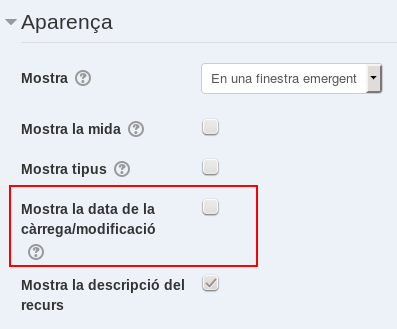 Aparença
Mostra
En una finestra emergent
Mostra la mida
Mostra tipus
Mostra la data de la
càrrega/modificació
Mostra la descripció del
recurs